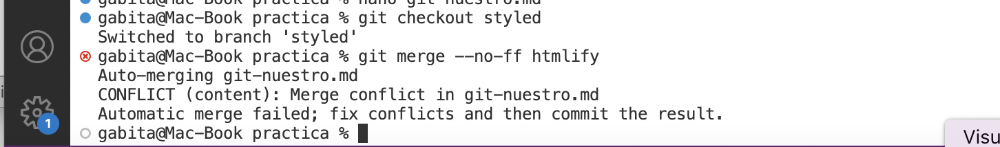 gabita@Mac-Book practica % nano git-nuestro.md
gabita@Mac-Book practica % git checkout styled
Switched to branch 'styled'
gabita@Mac-Book practica % git merge --no-ff htmlify
Auto-merging git-nuestro.md
CONFLICT (content): Merge conflict in git-nuestro.md
Automatic merge failed; fix conflicts and then commit the result.
gabita@Mac-Book practica %
1
Visu